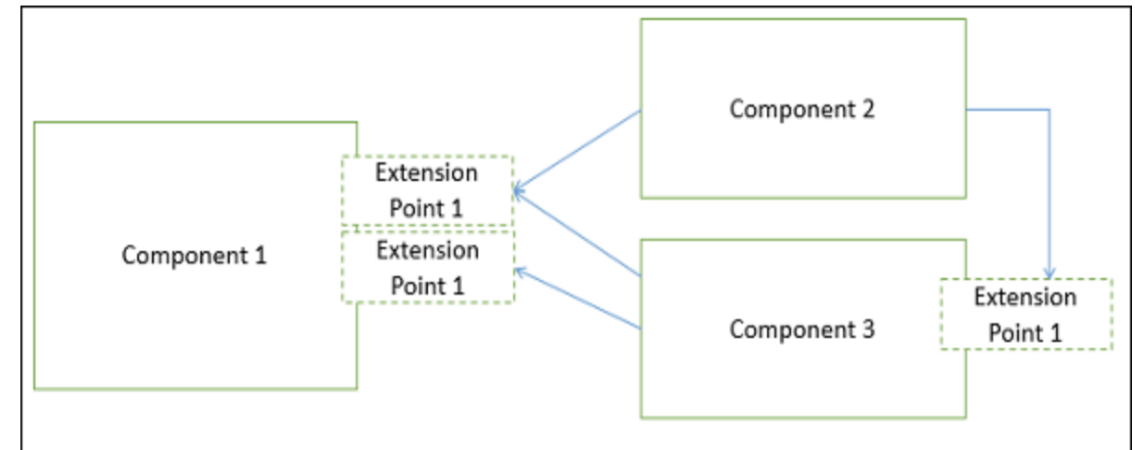 Component 2
Extension
Point 1
Component 1
Extension
Point 1
Extension
Point 1
Component 3